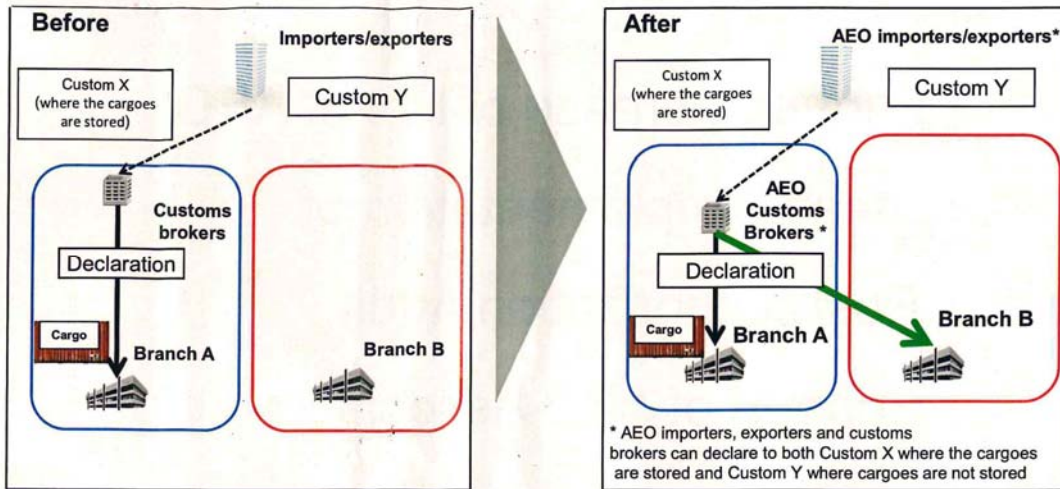 Before
Importers/exporters
Custom X
(where the cargoes
are stored)
Custom Y
Customs
brokers
Declaration
Cargo
Branch A
Branch B
After
AEO importers/exporters*
Custom X
(where the cargoes
are stored)
Custom Y
AEO
Customs
Brokers *
Declaration
Cargo
Branch A
Branch B
* AEO importers, exporters and customs
brokers can declare to both Custom X where the cargoes
are stored and Custom Y where cargoes are not stored